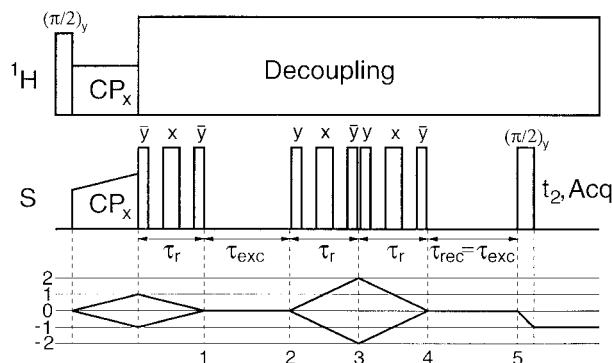 (π/2)y
¹H
CPx
Decoupling
ȳ x ȳ y x ȳ y x ȳ (π/2)y
S
CPx
t₂, Acq
τr τexc τr τr τrec=τexc
2
1
0
-1
-2
1 2 3 4 5